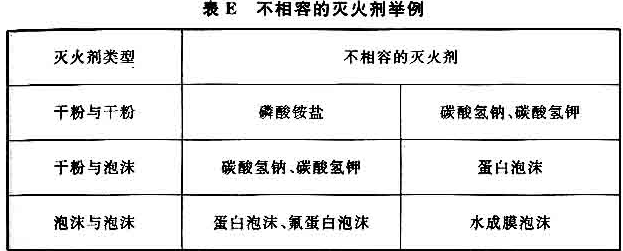 表 E 不相容的灭火剂举例
灭火剂类型 不相容的灭火剂
干粉与干粉 磷酸铵盐 碳酸氢钠、碳酸氢钾
干粉与泡沫 碳酸氢钠、碳酸氢钾 蛋白泡沫
泡沫与泡沫 蛋白泡沫、氟蛋白泡沫 水成膜泡沫